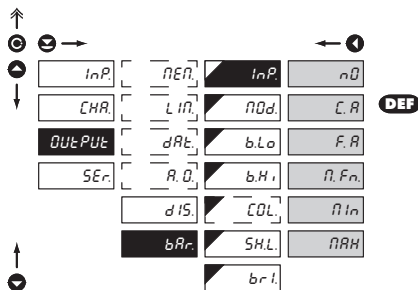 InP. MEM. InP. nO
CHA. LIM. MOd. C. A DEF
OUtPUt dAt. b.Lo F. A
SEr. A. O. b.Hi M. Fn.
dIS. COL. MIn
bAr. SH.L. MAX
brI.